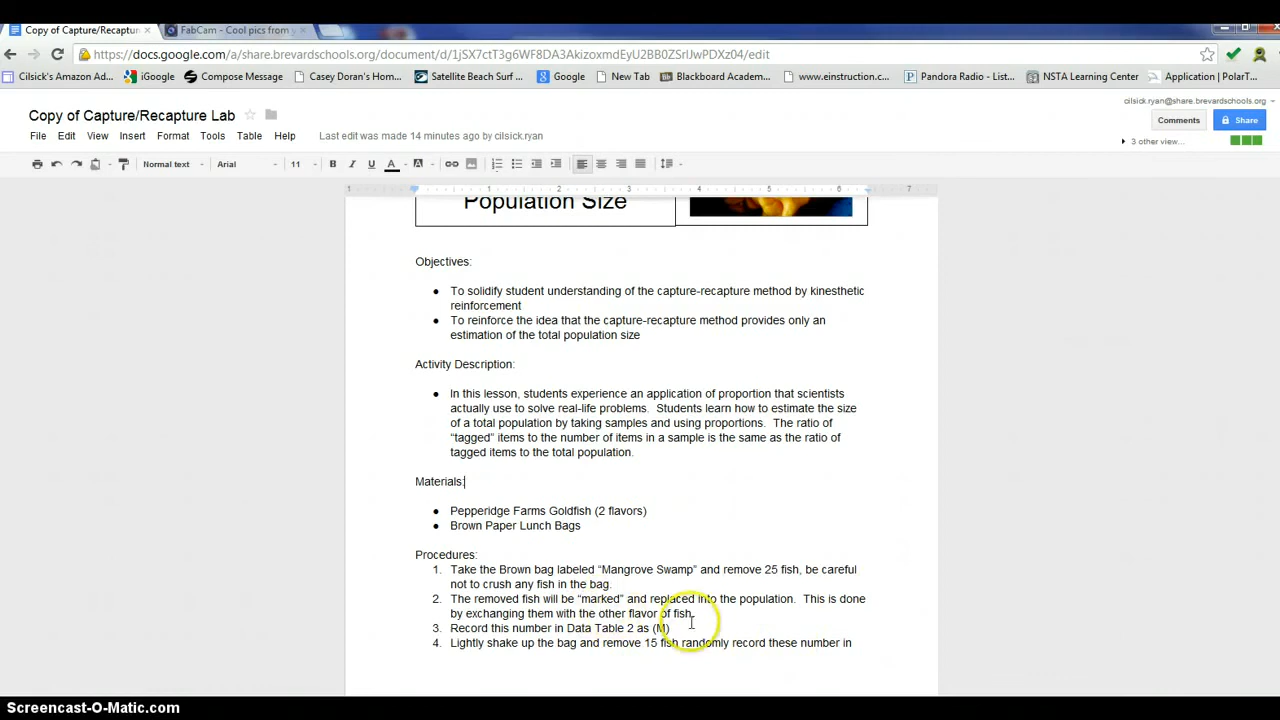 Copy of Capture/Recapture
FabCam - Cool pics from y
https://docs.google.com/a/share.brevardschools.org/document/d/1jSX7ctT3g6WF8DA3AkizoxmdEyU2BB0ZSrlJwPDXz04/edit
Cilsick's Amazon Ad...
iGoogle
Compose Message
Casey Doran's Hom...
Satellite Beach Surf ...
Google
New Tab
Blackboard Academ...
www.einstruction.c...
Pandora Radio - List...
NSTA Learning Center
Application | PolarT...
cilsick.ryan@share.brevardschools.org
Copy of Capture/Recapture Lab
Comments
Share
File Edit View Insert Format Tools Table Help Last edit was made 14 minutes ago by cilsick.ryan
3 other view...
Normal text Arial 11 B I U A A
1 1 2 3 4 5 6 7
Population Size
Objectives:
● To solidify student understanding of the capture-recapture method by kinesthetic
reinforcement
● To reinforce the idea that the capture-recapture method provides only an
estimation of the total population size
Activity Description:
● In this lesson, students experience an application of proportion that scientists
actually use to solve real-life problems. Students learn how to estimate the size
of a total population by taking samples and using proportions. The ratio of
“tagged” items to the number of items in a sample is the same as the ratio of
tagged items to the total population.
Materials:
● Pepperidge Farms Goldfish (2 flavors)
● Brown Paper Lunch Bags
Procedures:
1. Take the Brown bag labeled “Mangrove Swamp” and remove 25 fish, be careful
not to crush any fish in the bag.
2. The removed fish will be “marked” and replaced into the population. This is done
by exchanging them with the other flavor of fish.
3. Record this number in Data Table 2 as (M)
4. Lightly shake up the bag and remove 15 fish randomly record these number in
Screencast-O-Matic.com